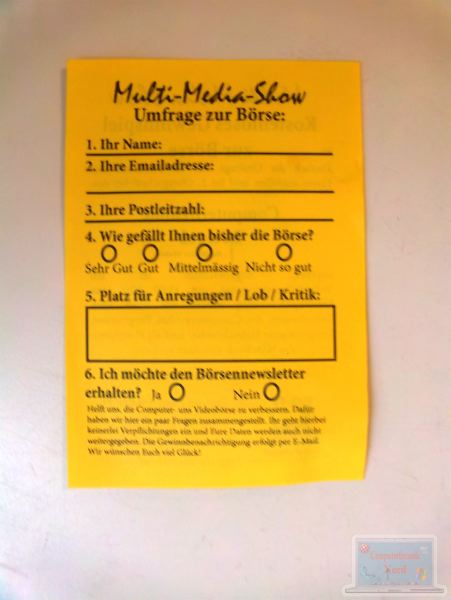 Multi-Media-Show
Umfrage zur Börse:
1. Ihr Name:
2. Ihre Emailadresse:
3. Ihre Postleitzahl:
4. Wie gefällt Ihnen bisher die Börse?
Sehr Gut Gut Mittelmässig Nicht so gut
5. Platz für Anregungen / Lob / Kritik:
6. Ich möchte den Börsennewsletter
erhalten? Ja Nein
Helft uns, die Computer- uns Videobörse zu verbessern. Dafür
haben wir hier ein paar Fragen zusammengestellt. Ihr geht hierbei
keinerlei Verpflichtungen ein und Eure Daten werden auch nicht
weitergegeben. Die Gewinnbenachrichtigung erfolgt per E-Mail.
Wir wünschen Euch viel Glück!